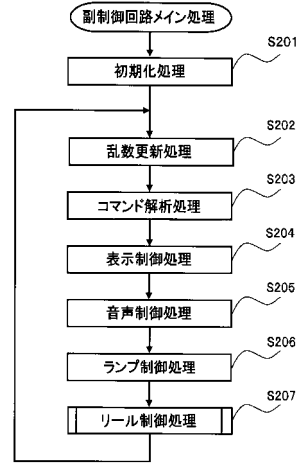 副制御回路メイン処理
S201
初期化処理
S202
乱数更新処理
S203
コマンド解析処理
S204
表示制御処理
S205
音声制御処理
S206
ランプ制御処理
S207
リール制御処理